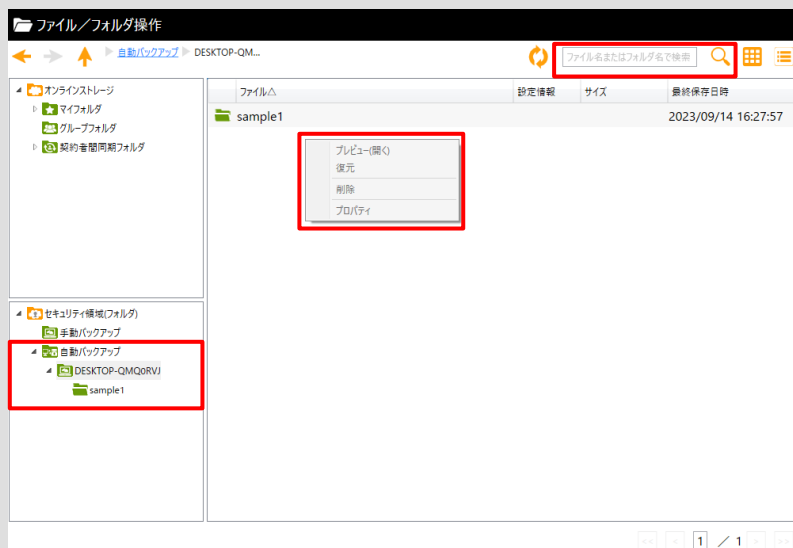 ファイル／フォルダ操作
自動バックアップ DESKTOP-QM...
ファイル名またはフォルダ名で検索
オンラインストレージ
マイフォルダ
グループフォルダ
契約者間同期フォルダ
ファイル△ 設定情報 サイズ 最終保存日時
sample1 2023/09/14 16:27:57
プレビュー(開く)
復元
削除
プロパティ
セキュリティ領域(フォルダ)
手動バックアップ
自動バックアップ
DESKTOP-QMQ0RVJ
sample1
<< < 1 ／ 1 > >>